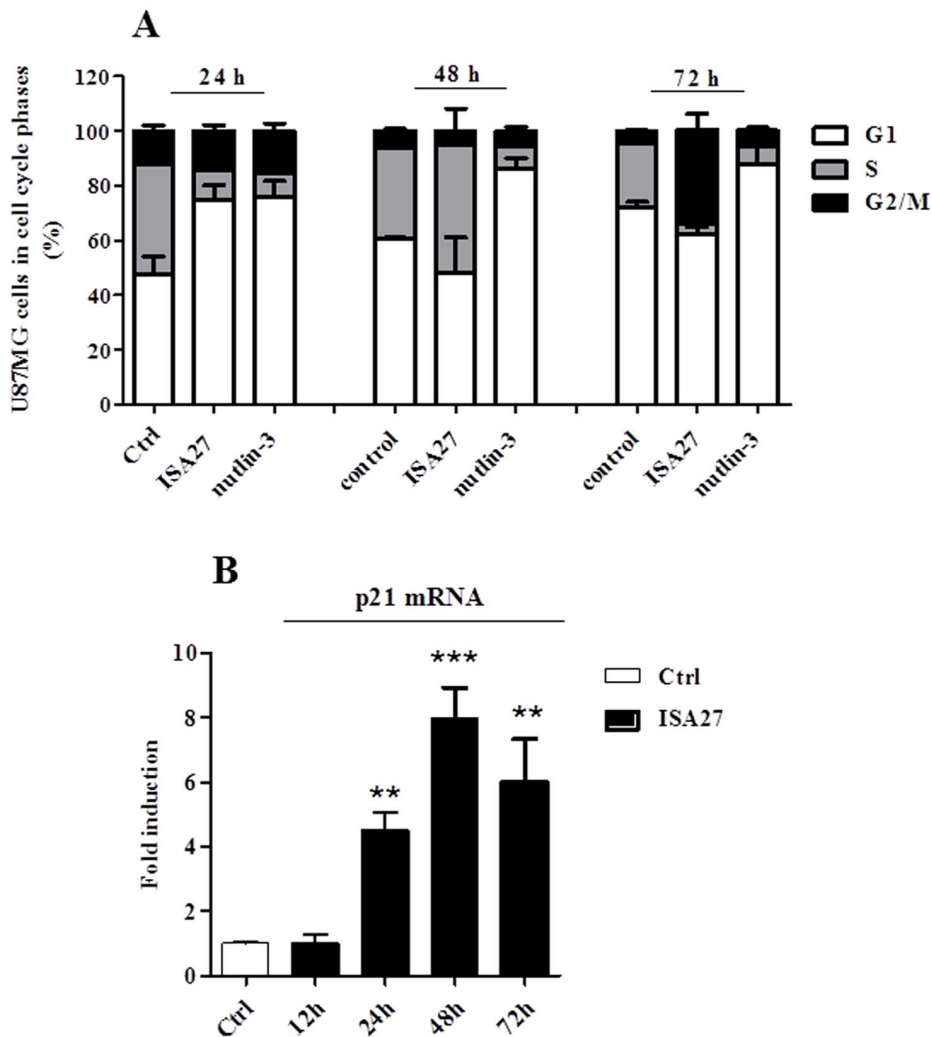 A
24 h
48 h
72 h
120
100
80
60
40
20
0
U87MG cells in cell cycle phases
(%)
G1
S
G2/M
Ctrl
ISA27
nutlin-3
control
ISA27
nutlin-3
control
ISA27
nutlin-3
B
p21 mRNA
10
8
6
4
2
0
Fold induction
**
***
**
Ctrl
ISA27
Ctrl
12h
24h
48h
72h